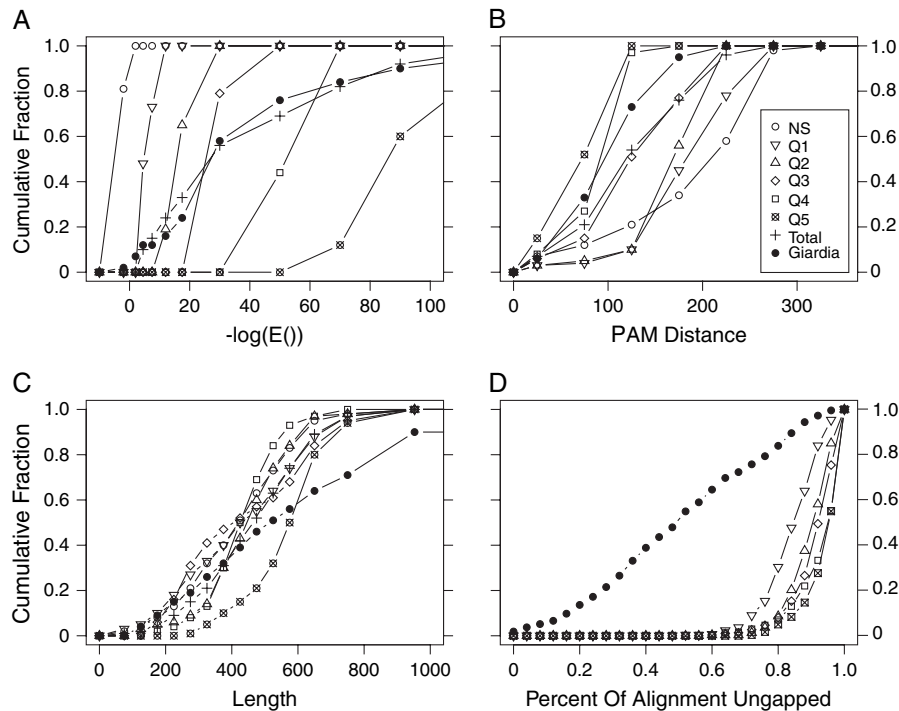 A
B
Cumulative Fraction
1.0
0.8
0.6
0.4
0.2
0
0 20 40 60 80 100
-log(E())
1.0
0.8
0.6
0.4
0.2
0
0 100 200 300
PAM Distance
NS
Q1
Q2
Q3
Q4
Q5
Total
Giardia
C
D
Cumulative Fraction
1.0
0.8
0.6
0.4
0.2
0
0 200 400 600 800 1000
Length
1.0
0.8
0.6
0.4
0.2
0
0 0.2 0.4 0.6 0.8 1.0
Percent Of Alignment Ungapped